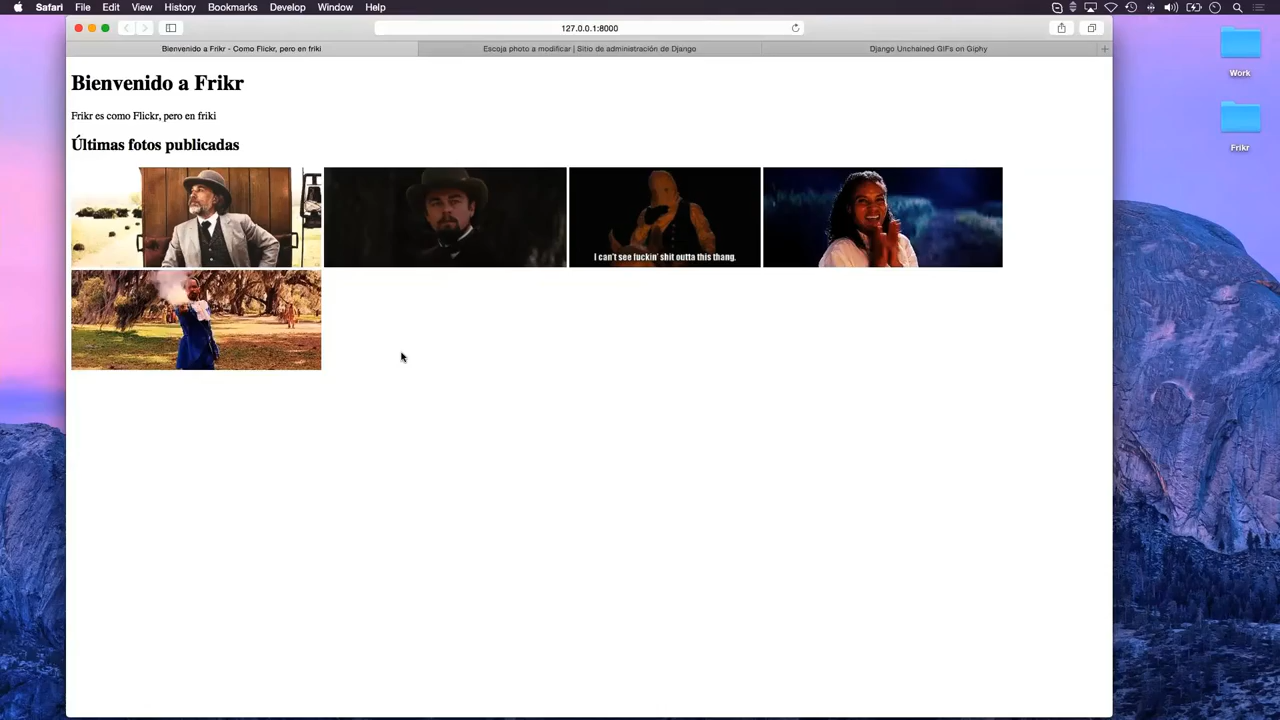 Safari File Edit View History Bookmarks Develop Window Help
127.0.0.1:8000
Bienvenido a Frikr - Como Flickr, pero en friki
Escoja photo a modificar | Sitio de administración de Django
Django Unchained GIFs on Giphy
Bienvenido a Frikr
Frikr es como Flickr, pero en friki
Últimas fotos publicadas
I can't see fuckin' shit outta this thang.
Work
Frikr